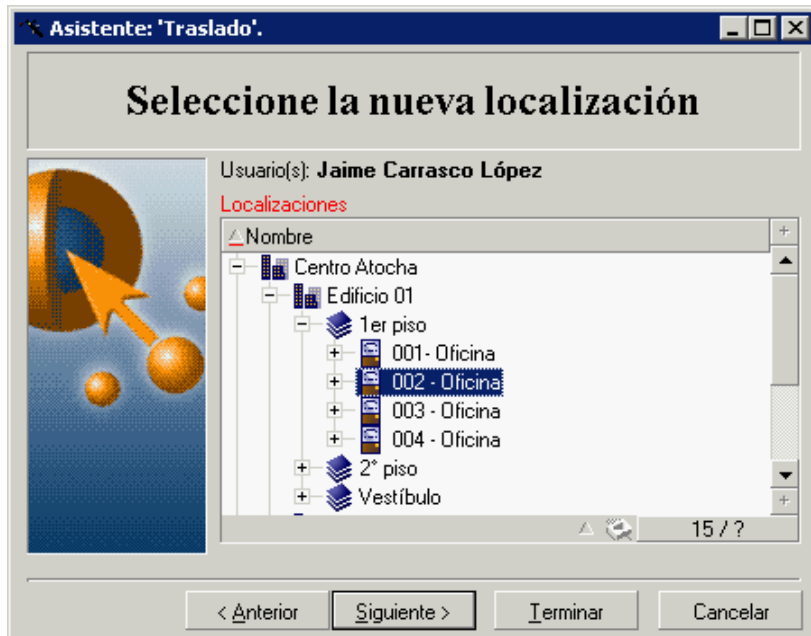 Asistente: 'Traslado'.
Seleccione la nueva localización
Usuario(s): Jaime Carrasco López
Localizaciones
Nombre
Centro Atocha
Edificio 01
1er piso
001- Oficina
002 - Oficina
003 - Oficina
004 - Oficina
2° piso
Vestíbulo
15 / ?
< Anterior
Siguiente >
Terminar
Cancelar